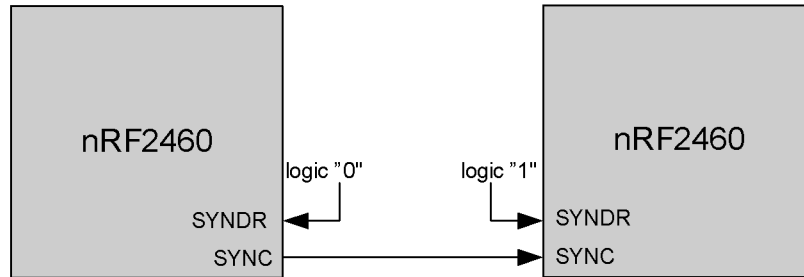 nRF2460 nRF2460
logic "0" logic "1"
SYNDR SYNDR
SYNC SYNC